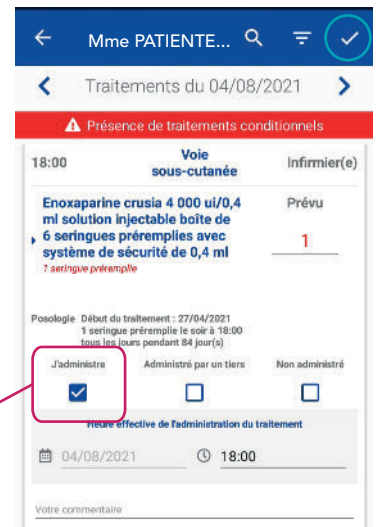 Mme PATIENTE...
Traitements du 04/08/2021
Présence de traitements conditionnels
18:00 Voie sous-cutanée Infirmier(e)
Enoxaparine crusia 4 000 ui/0,4 Prévu
ml solution injectable boîte de
6 seringues préremplies avec 1
système de sécurité de 0,4 ml
1 seringue préremplie
Posologie Début du traitement : 27/04/2021
1 seringue préremplie le soir à 18:00
tous les jours pendant 84 jour(s)
J'administre Administré par un tiers Non administré
Heure effective de l'administration du traitement
04/08/2021 18:00
Votre commentaire